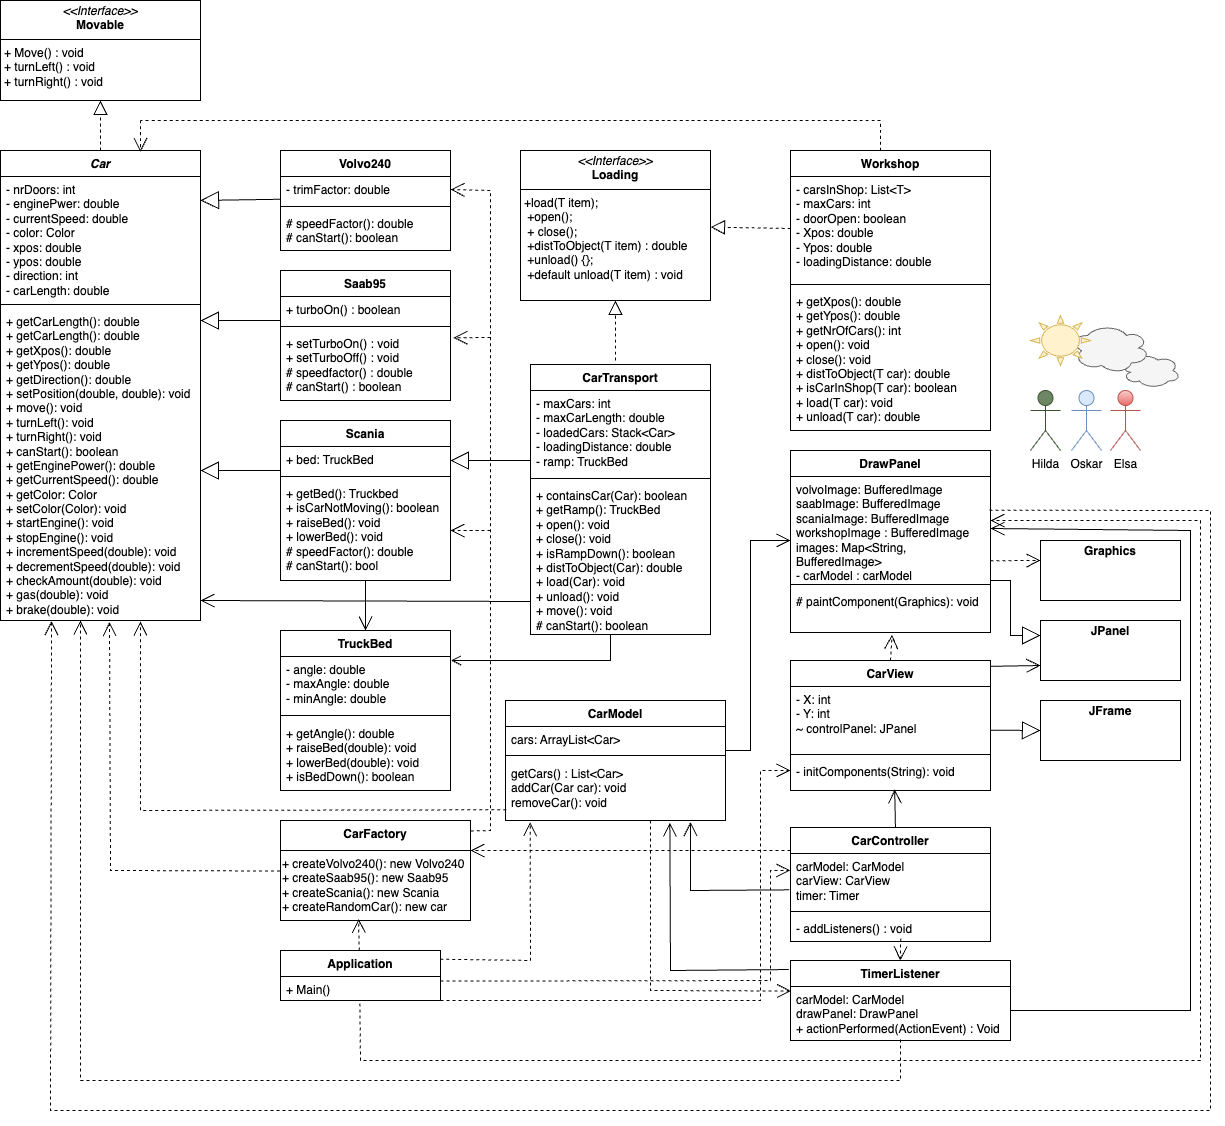 <<Interface>>
Movable
+ Move() : void
+ turnLeft() : void
+ turnRight() : void
Car
- nrDoors: int
- enginePwer: double
- currentSpeed: double
- color: Color
- xpos: double
- ypos: double
- direction: int
- carLength: double
+ getCarLength(): double
+ getCarLength(): double
+ getXpos(): double
+ getYpos(): double
+ getDirection(): double
+ setPosition(double, double): void
+ move(): void
+ turnLeft(): void
+ turnRight(): void
+ canStart(): boolean
+ getEnginePower(): double
+ getCurrentSpeed(): double
+ getColor: Color
+ setColor(Color): void
+ startEngine(): void
+ stopEngine(): void
+ incrementSpeed(double): void
+ decrementSpeed(double): void
+ checkAmount(double): void
+ gas(double): void
+ brake(double): void
Volvo240
- trimFactor: double
# speedFactor(): double
# canStart(): boolean
Saab95
+ turboOn() : boolean
+ setTurboOn() : void
+ setTurboOff() : void
# speedfactor() : double
# canStart() : boolean
Scania
+ bed: TruckBed
+ getBed(): Truckbed
+ isCarNotMoving(): boolean
+ raiseBed(): void
+ lowerBed(): void
# speedFactor(): double
# canStart(): bool
TruckBed
- angle: double
- maxAngle: double
- minAngle: double
+ getAngle(): double
+ raiseBed(double): void
+ lowerBed(double): void
+ isBedDown(): boolean
<<Interface>>
Loading
+load(T item);
+open();
+ close();
+distToObject(T item) : double
+unload() {};
+default unload(T item) : void
CarTransport
- maxCars: int
- maxCarLength: double
- loadedCars: Stack<Car>
- loadingDistance: double
- ramp: TruckBed
+ containsCar(Car): boolean
+ getRamp(): TruckBed
+ open(): void
+ close(): void
+ isRampDown(): boolean
+ distToObject(Car): double
+ load(Car): void
+ unload(): void
+ move(): void
# canStart(): boolean
Workshop
- carsInShop: List<T>
- maxCars: int
- doorOpen: boolean
- Xpos: double
- Ypos: double
- loadingDistance: double
+ getXpos(): double
+ getYpos(): double
+ getNrOfCars(): int
+ open(): void
+ close(): void
+ distToObject(T car): double
+ isCarInShop(T car): boolean
+ load(T car): void
+ unload(T car): double
Hilda Oskar Elsa
DrawPanel
volvoImage: BufferedImage
saabImage: BufferedImage
scaniaImage: BufferedImage
workshopImage : BufferedImage
images: Map<String,
BufferedImage>
- carModel : carModel
# paintComponent(Graphics): void
Graphics
JPanel
JFrame
CarView
- X: int
- Y: int
~ controlPanel: JPanel
- initComponents(String): void
CarModel
cars: ArrayList<Car>
getCars() : List<Car>
addCar(Car car): void
removeCar(): void
CarFactory
+ createVolvo240(): new Volvo240
+ createSaab95(): new Saab95
+ createScania(): new Scania
+ createRandomCar(): new car
CarController
carModel: CarModel
carView: CarView
timer: Timer
- addListeners() : void
Application
+ Main()
TimerListener
carModel: CarModel
drawPanel: DrawPanel
+ actionPerformed(ActionEvent) : Void